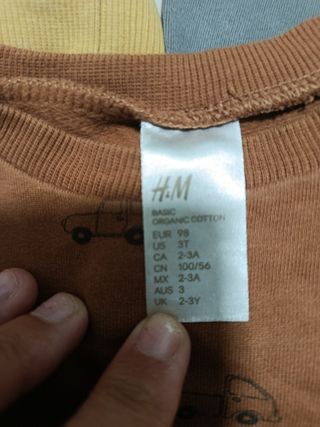 H&M
BASIC
ORGANIC COTTON
EUR 98
US 3T
CA 2-3A
CN 100/56
MX 2-3A
AUS 3
UK 2-3Y